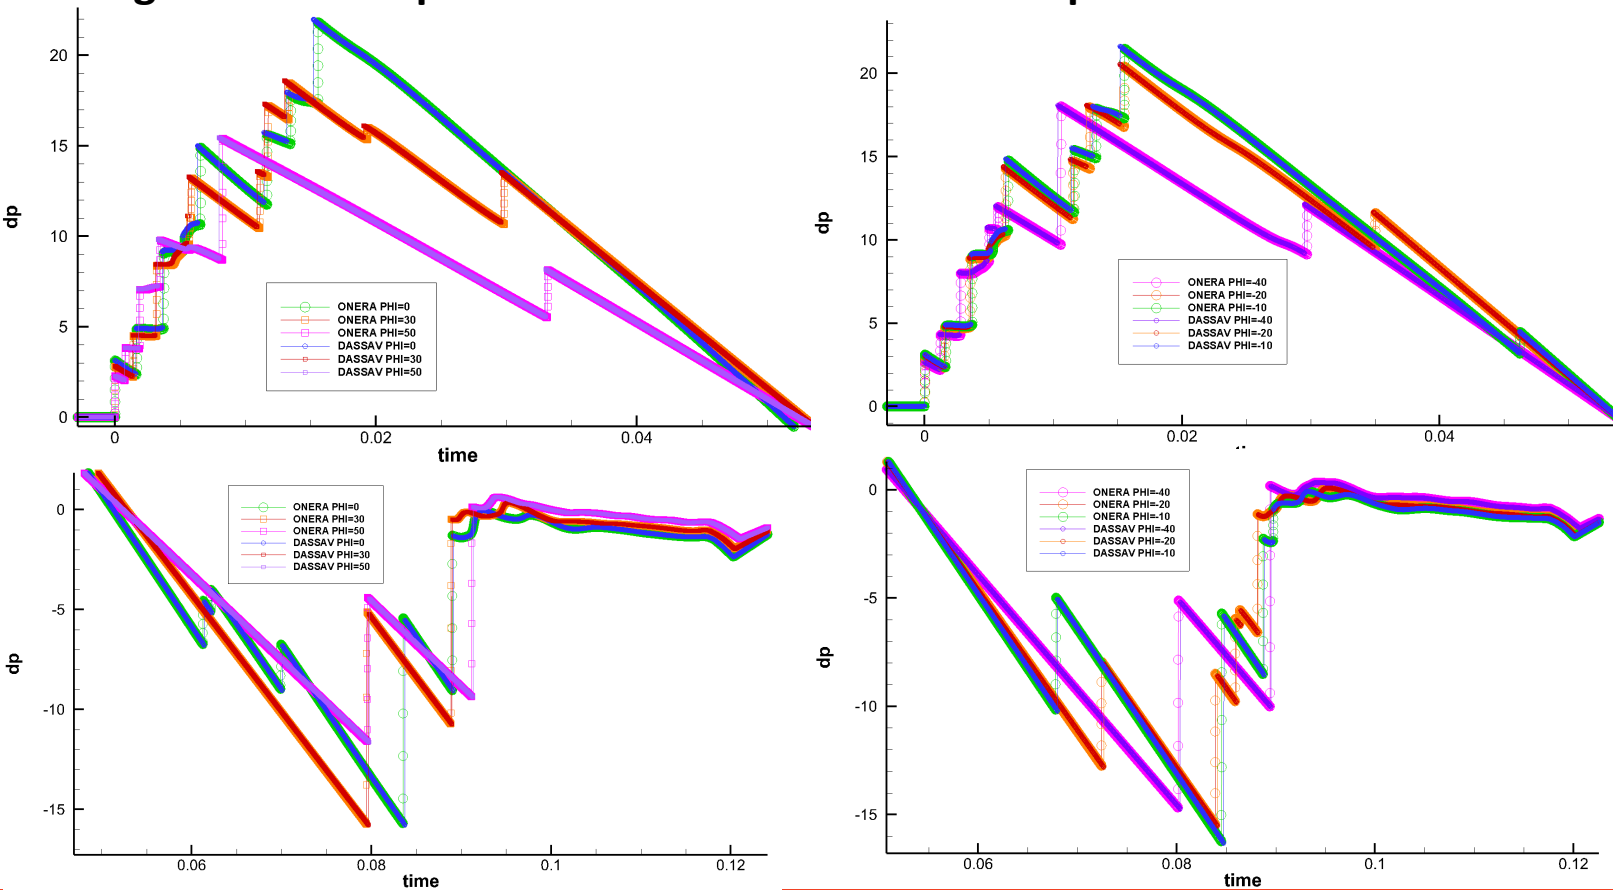 20
15
10
5
0
dp
ONERA PHI=0
ONERA PHI=30
ONERA PHI=50
DASSAV PHI=0
DASSAV PHI=30
DASSAV PHI=50
0
0.02
0.04
time
20
15
10
5
0
dp
ONERA PHI=-40
ONERA PHI=-20
ONERA PHI=-10
DASSAV PHI=-40
DASSAV PHI=-20
DASSAV PHI=-10
0
0.02
0.04
0
-5
-10
-15
dp
ONERA PHI=0
ONERA PHI=30
ONERA PHI=50
DASSAV PHI=0
DASSAV PHI=30
DASSAV PHI=50
0.06
0.08
0.1
0.12
time
0
-5
-10
-15
dp
ONERA PHI=-40
ONERA PHI=-20
ONERA PHI=-10
DASSAV PHI=-40
DASSAV PHI=-20
DASSAV PHI=-10
0.06
0.08
0.1
0.12
time